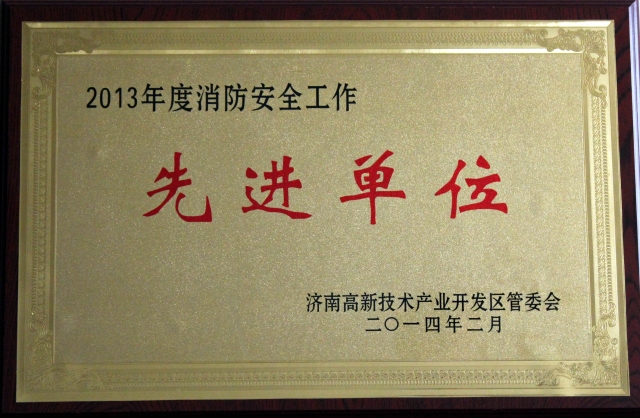 2013年度消防安全工作
先进单位
济南高新技术产业开发区管委会
二〇一四年二月